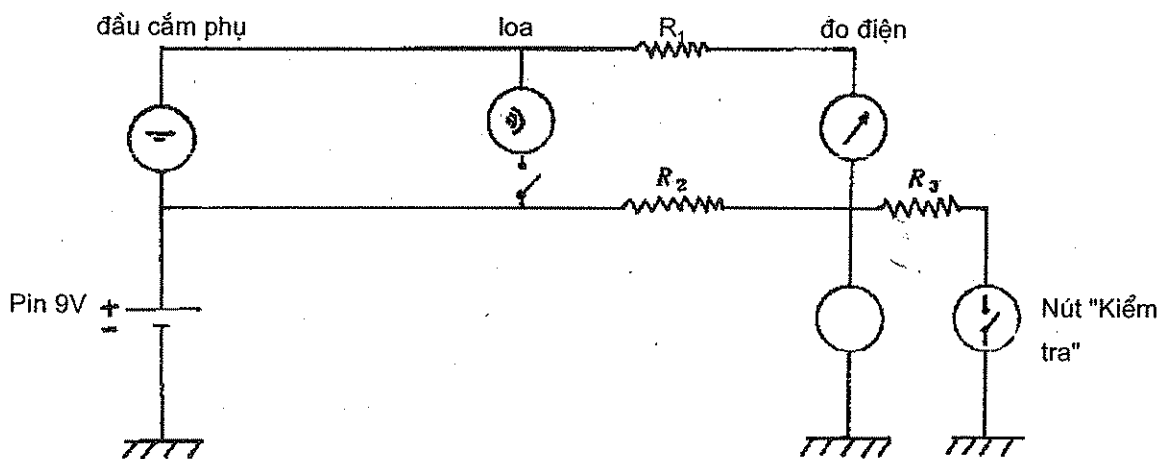 đầu cắm phụ
loa
R₁
đo điện
R₂
R₃
Pin 9V
+
-
Nút "Kiểm
tra"